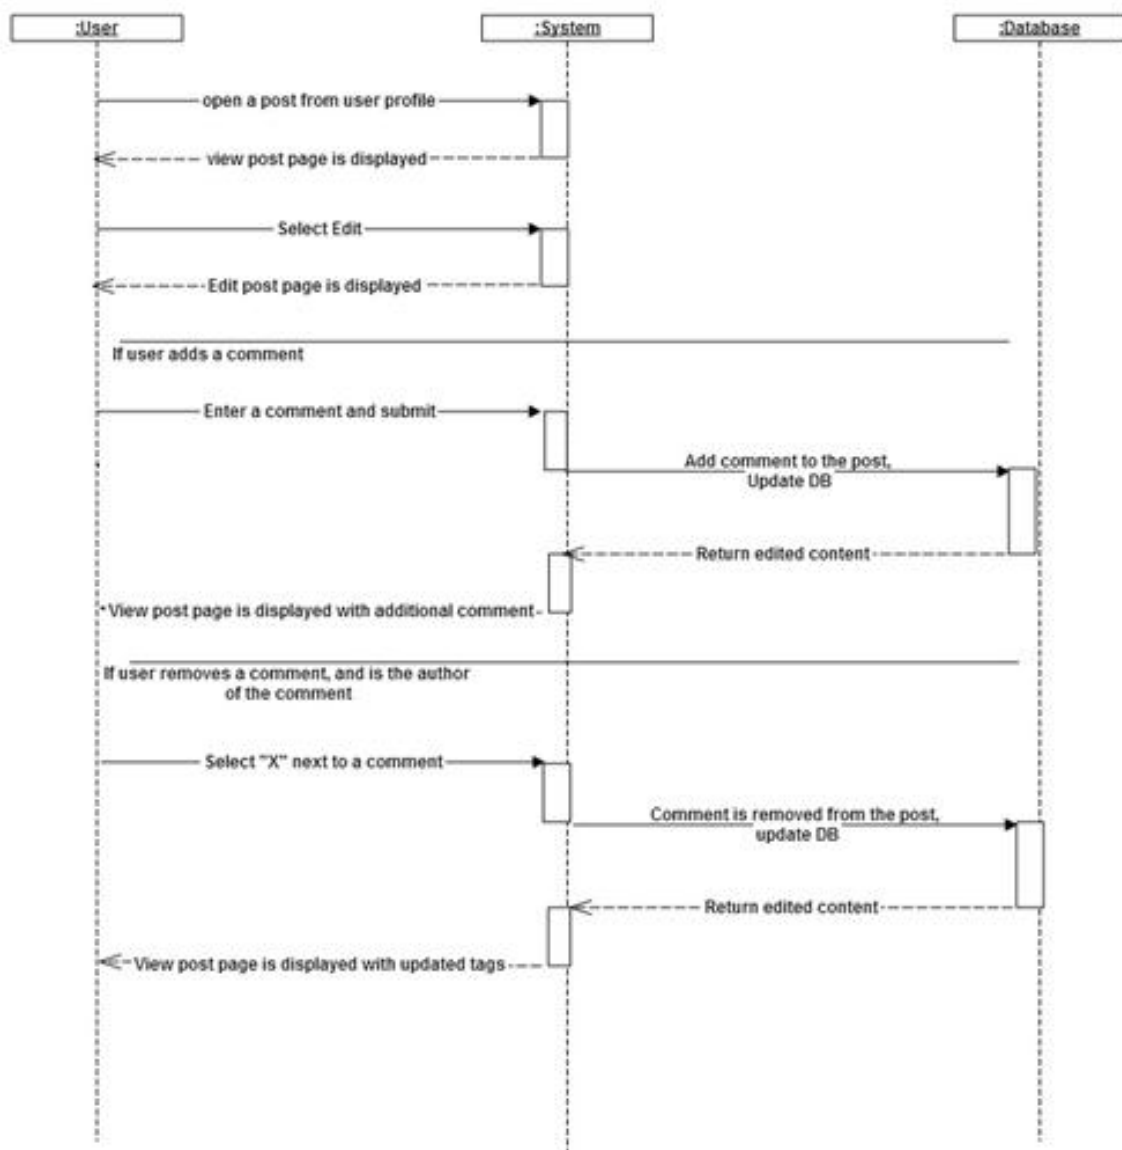 :User
:System
:Database
open a post from user profile
view post page is displayed
Select Edit
Edit post page is displayed
If user adds a comment
Enter a comment and submit
Add comment to the post,
Update DB
Return edited content
View post page is displayed with additional comment
If user removes a comment, and is the author
of the comment
Select "X" next to a comment
Comment is removed from the post,
update DB
Return edited content
View post page is displayed with updated tags